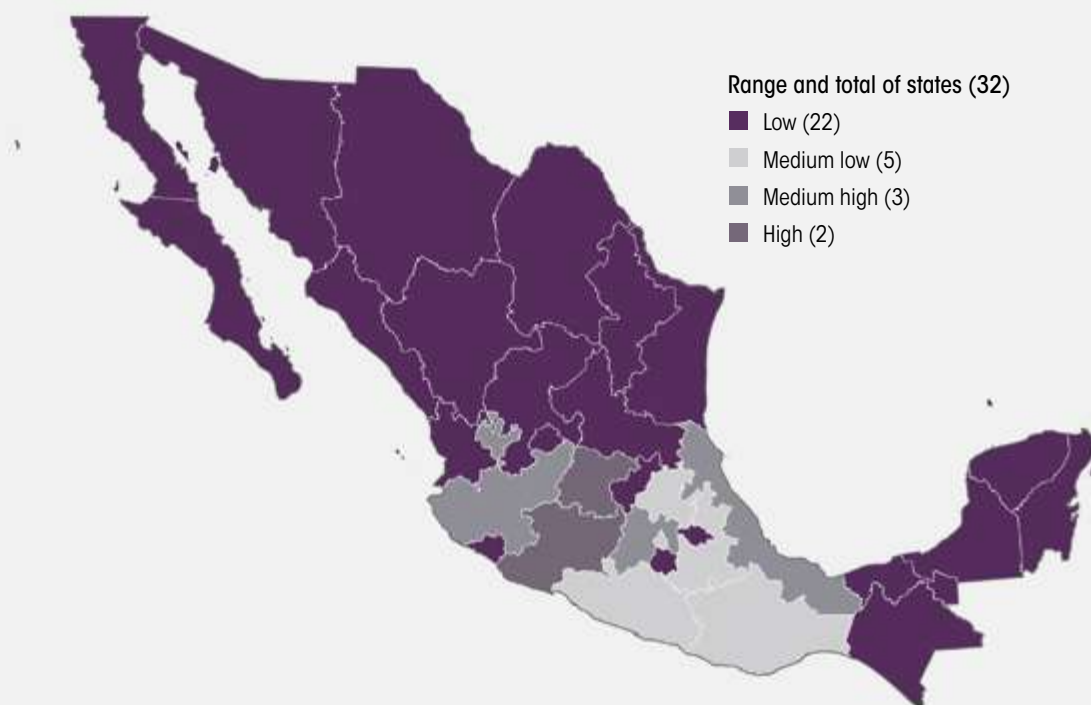 Range and total of states (32)
Low (22)
Medium low (5)
Medium high (3)
High (2)